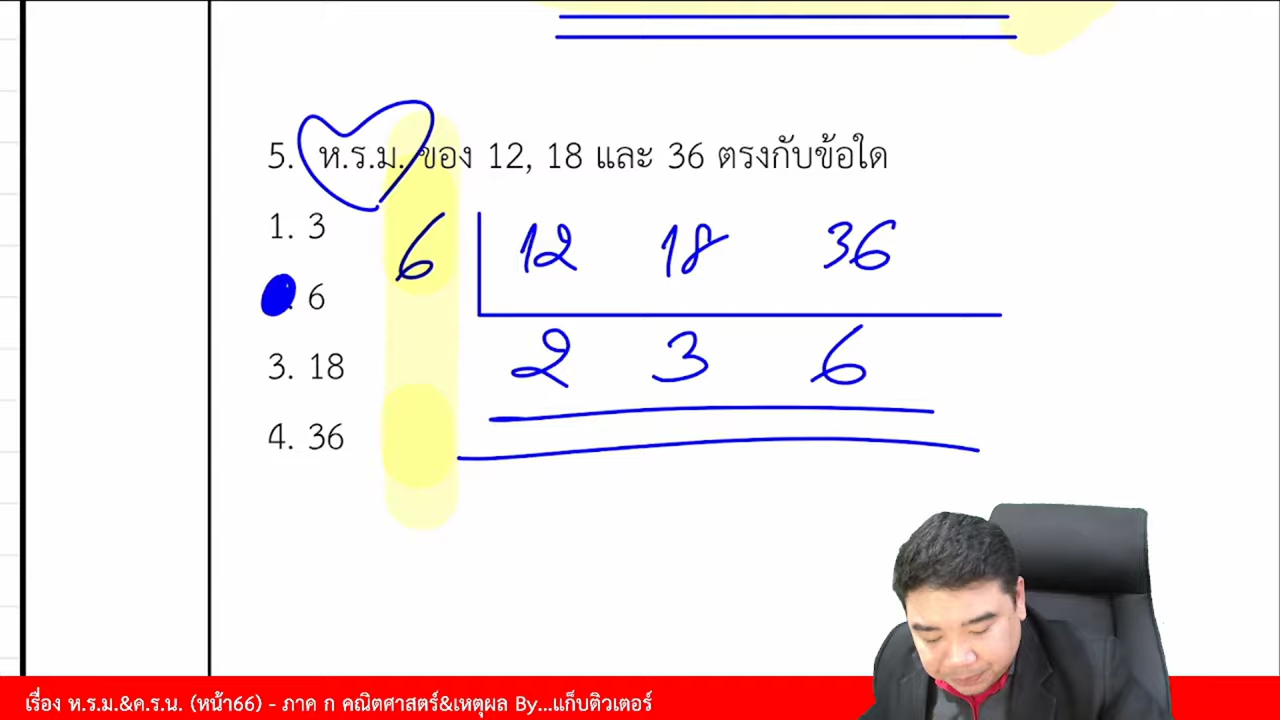 5. ห.ร.ม. ของ 12, 18 และ 36 ตรงกับข้อใด
1. 3
6
3. 18
4. 36
6 12 18 36
2 3 6
เรื่อง ห.ร.ม.&ค.ร.น. (หน้า66) - ภาค ก คณิตศาสตร์&เหตุผล By...แก็บติวเตอร์